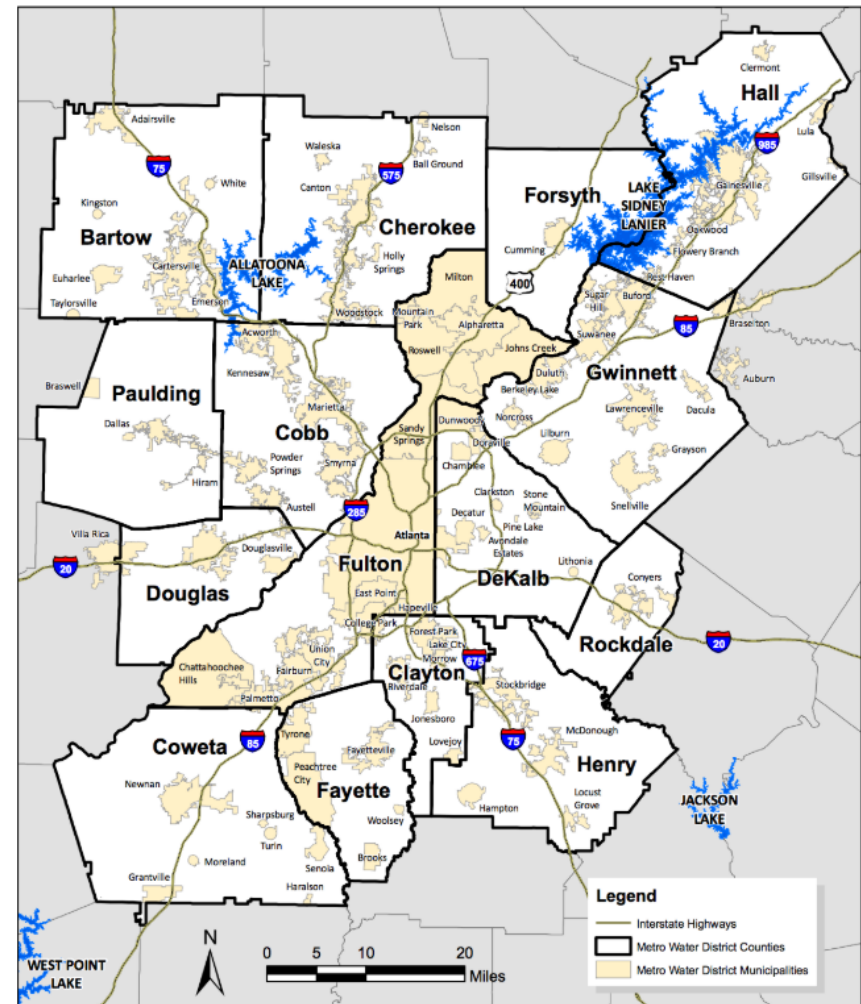 Clermont
Hall
Adairsville
Nelson
Waleska
985
Lula
75
575
Ball Ground
White
Canton
Gainesville
Gillsville
Kingston
Forsyth
LAKE
SIDNEY
LANIER
Cherokee
Oakwood
Bartow
Cumming
Flowery Branch
Holly
Springs
Cartersville
ALLATOONA
LAKE
Rest Haven
Euharlee
Milton
400
Sugar
Hill
Buford
Taylorsville
Emerson
Woodstock
Mountain
Park
Alpharetta
Suwanee
85
Braselton
Acworth
Roswell
Johns Creek
Kennesaw
Duluth
Gwinnett
Braswell
Paulding
Berkeley Lake
Auburn
Marietta
Lawrenceville
Dacula
Dallas
Cobb
Dunwoody
Norcross
Sandy
Springs
Doraville
Lilburn
Grayson
Powder
Springs
Smyrna
Chamblee
Hiram
Clarkston
Stone
Mountain
Snellville
Austell
285
Decatur
Pine Lake
Villa Rica
Douglasville
Atlanta
Avondale
Estates
20
Fulton
Lithonia
DeKalb
Conyers
Douglas
East Point
Hapeville
College Park
Rockdale
20
Forest Park
Union
City
Lake City
Chattahoochee
Hills
Fairburn
Clayton
Morrow
675
Riverdale
Stockbridge
Palmetto
Jonesboro
Coweta
85
Tyrone
75
McDonough
Fayetteville
Lovejoy
Peachtree
City
Henry
Newnan
Fayette
Locust
Grove
JACKSON
LAKE
Sharpsburg
Woolsey
Hampton
Turin
Moreland
Brooks
Senoia
Grantville
Haralson
Legend
Interstate Highways
Metro Water District Counties
Metro Water District Municipalities
N
0 5 10 20
Miles
WEST POINT
LAKE